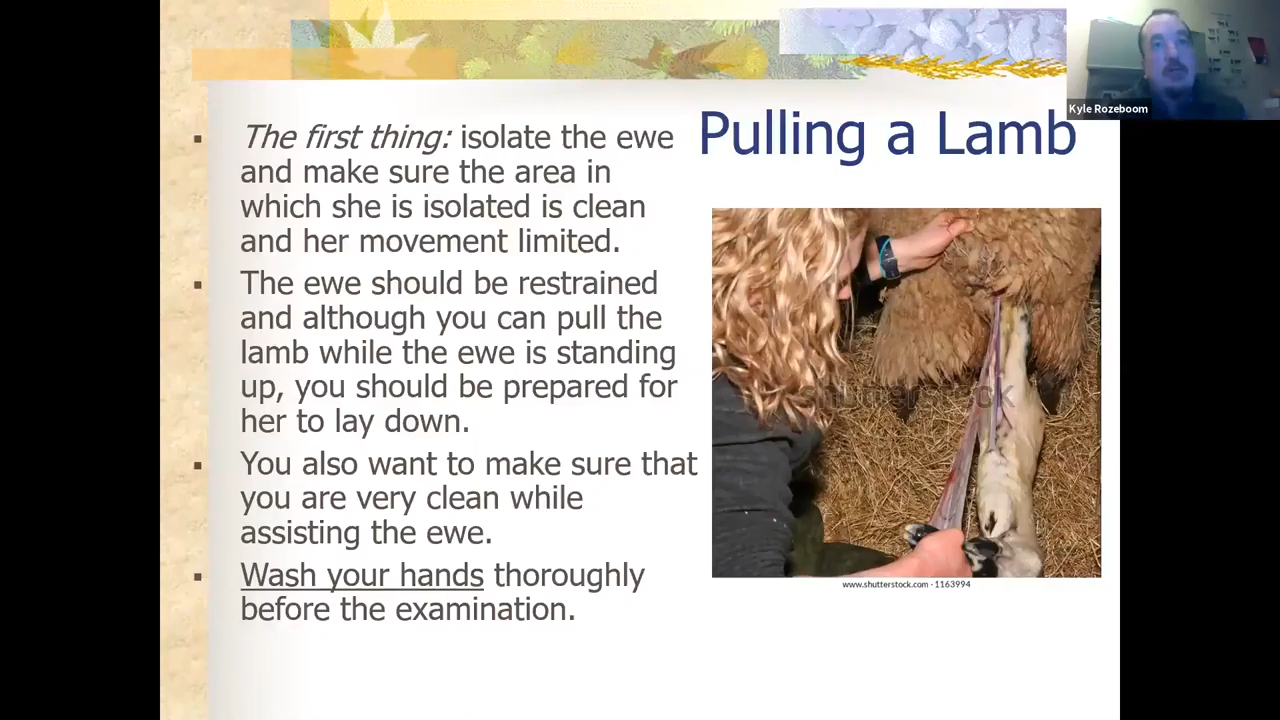 Kyle Rozeboom
Pulling a Lamb
▪ The first thing: isolate the ewe
and make sure the area in
which she is isolated is clean
and her movement limited.
▪ The ewe should be restrained
and although you can pull the
lamb while the ewe is standing
up, you should be prepared for
her to lay down.
▪ You also want to make sure that
you are very clean while
assisting the ewe.
▪ Wash your hands thoroughly
before the examination.
shutterstock
www.shutterstock.com · 1163994